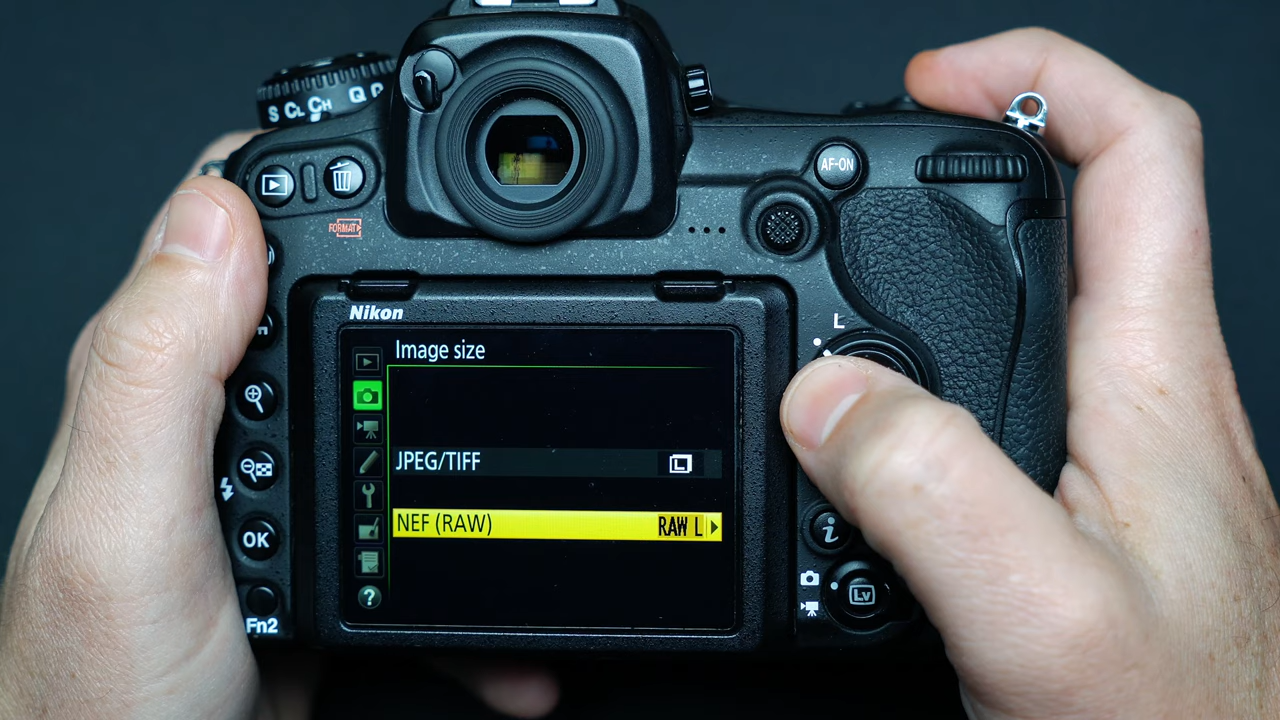 S CL CH Q
AF-ON
FORMAT
L
Nikon
Image size
JPEG/TIFF
L
NEF (RAW) RAW L
OK
i
Lv
?
Fn2